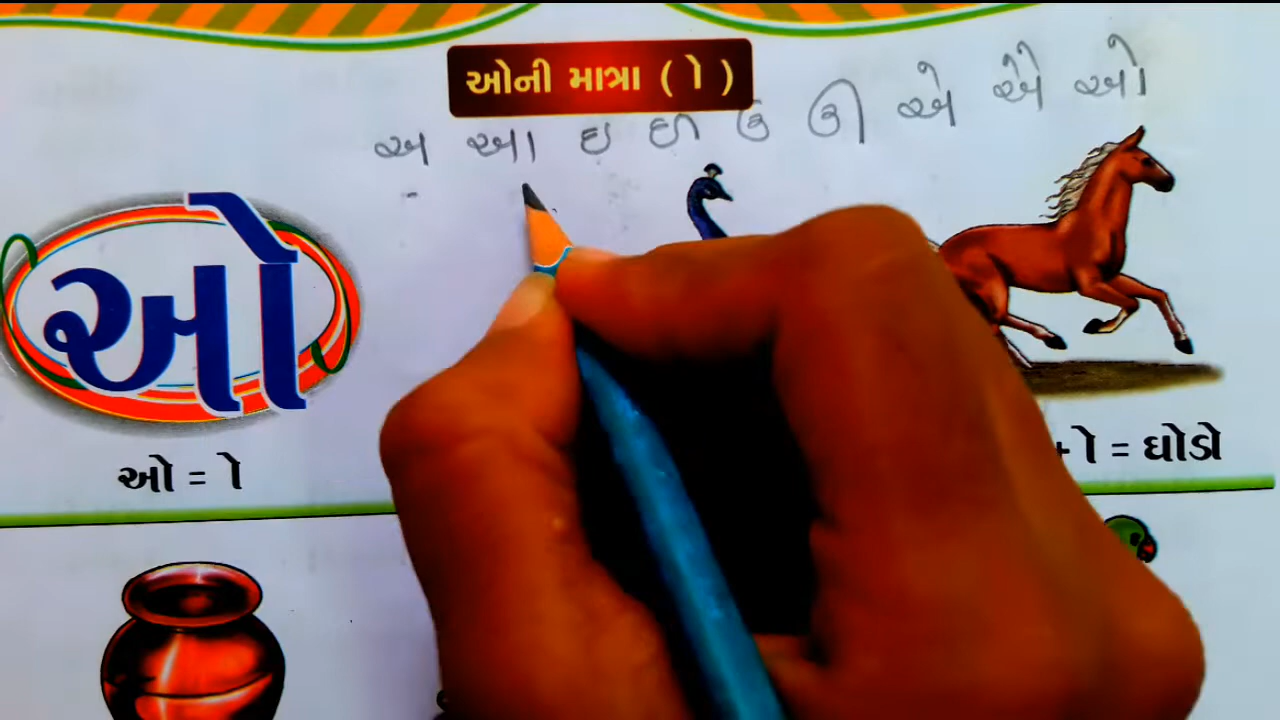 ઓની માત્રા ( ો )
અ આ ઇ ઈ ઉ ઊ એ ઐ ઓ
ઓ
+ ો = ઘોડો
ઓ = ો